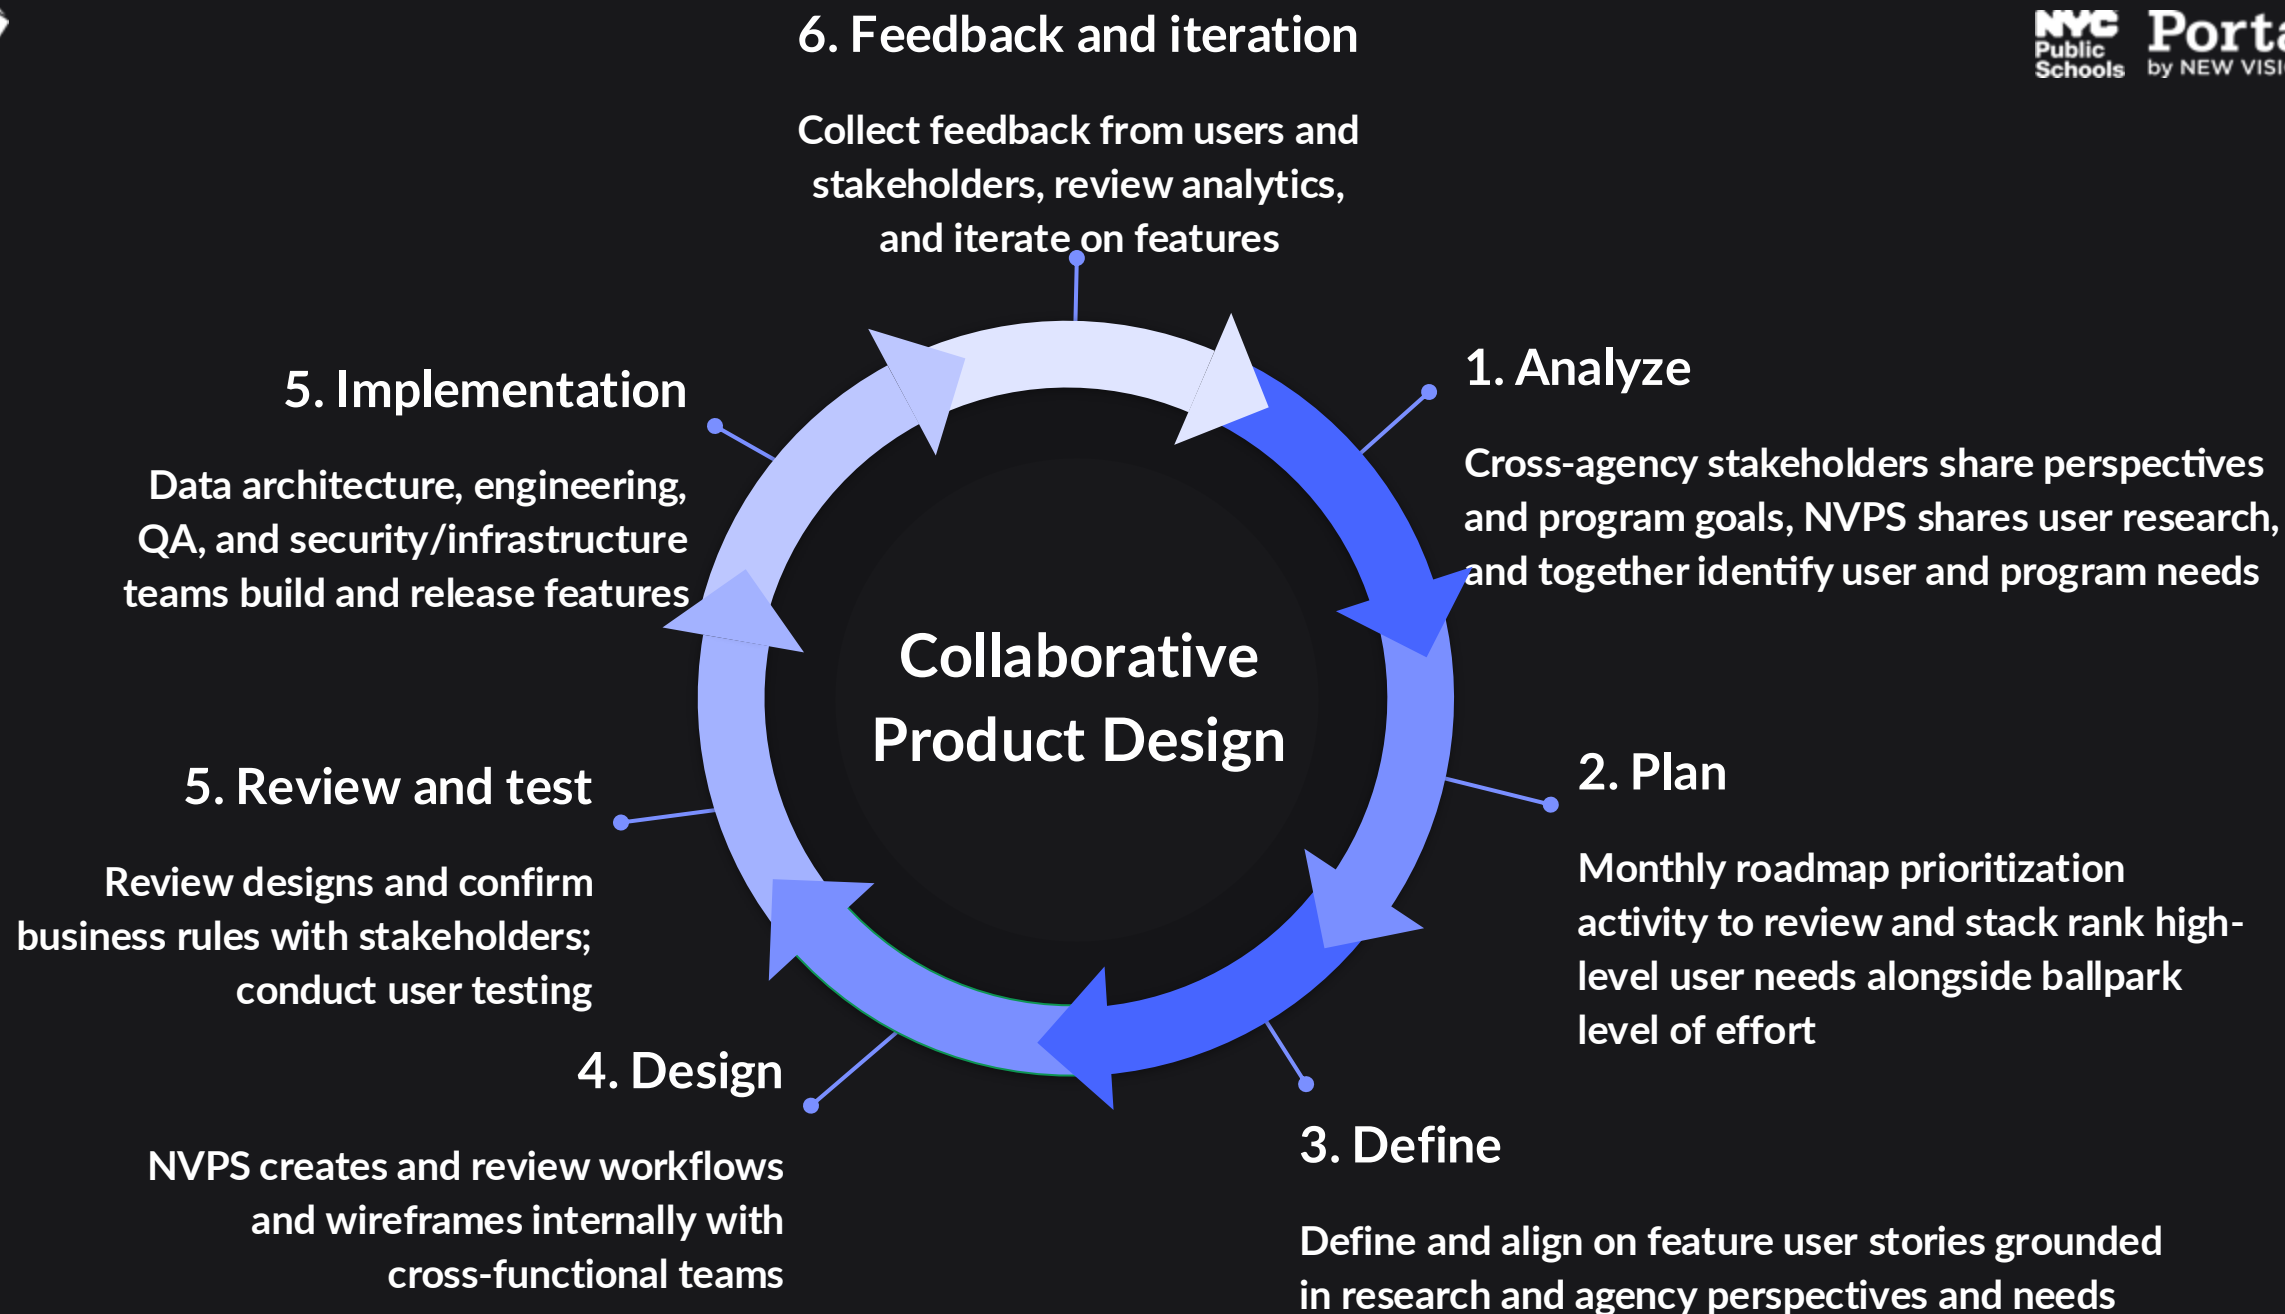 6. Feedback and iteration
Collect feedback from users and
stakeholders, review analytics,
and iterate on features
NYC
Public
Schools
by NEW
1. Analyze
Cross-agency stakeholders share perspectives
and program goals, NVPS shares user research,
and together identify user and program needs
2. Plan
Monthly roadmap prioritization
activity to review and stack rank high-
level user needs alongside ballpark
level of effort
3. Define
Define and align on feature user stories grounded
in research and agency perspectives and needs
4. Design
NVPS creates and review workflows
and wireframes internally with
cross-functional teams
5. Review and test
Review designs and confirm
business rules with stakeholders;
conduct user testing
5. Implementation
Data architecture, engineering,
QA, and security/infrastructure
teams build and release features
Collaborative
Product Design